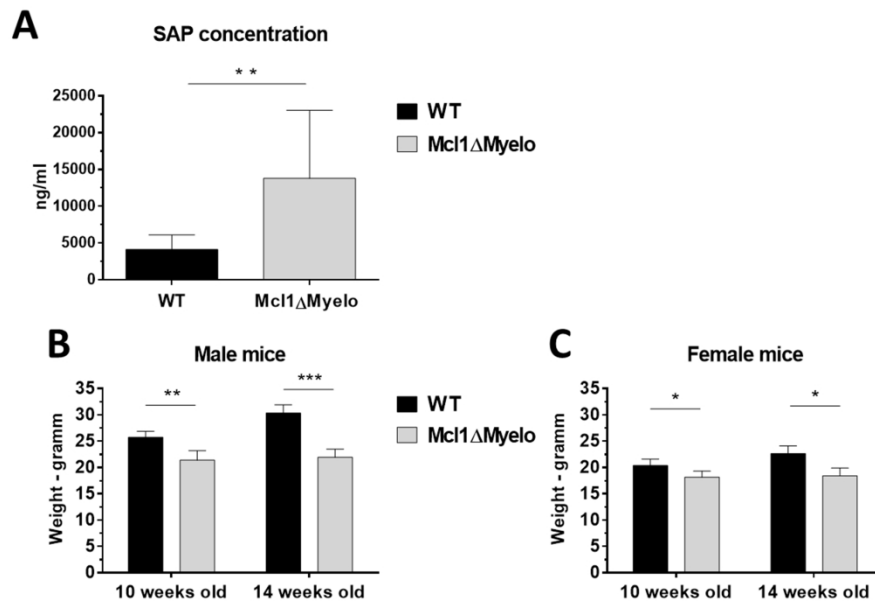 A
SAP concentration
* *
25000
20000
15000
10000
5000
0
ng/ml
WT
Mcl1ΔMyelo
WT
Mcl1ΔMyelo
B
Male mice
35
30
25
20
15
10
5
0
Weight - gramm
**
***
10 weeks old
14 weeks old
WT
Mcl1ΔMyelo
C
Female mice
35
30
25
20
15
10
5
0
Weight - gramm
*
*
10 weeks old
14 weeks old